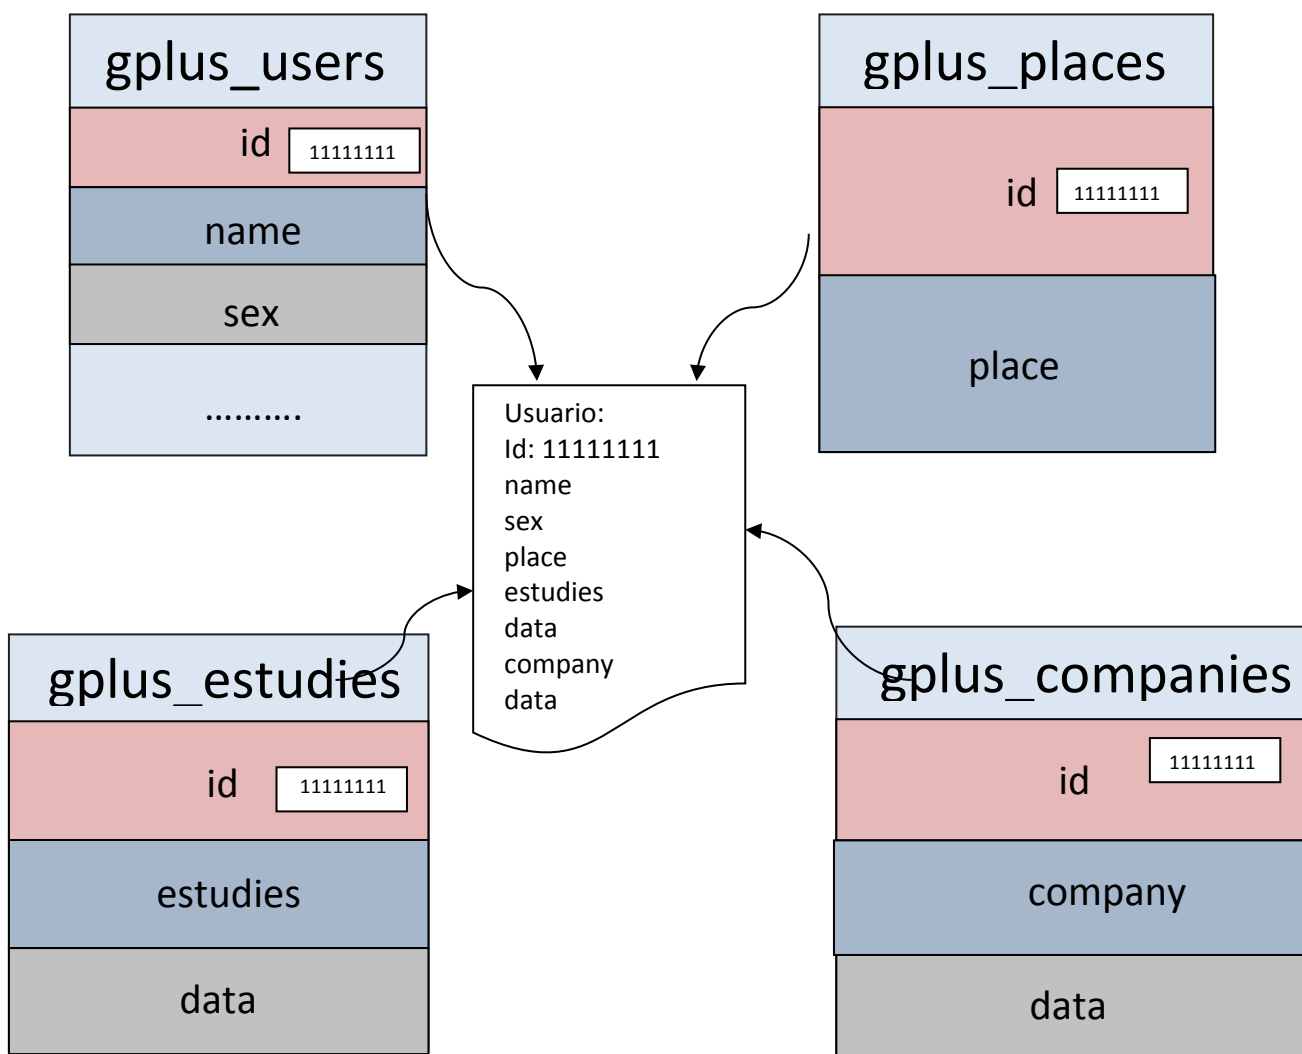 gplus_users
id 11111111
name
sex
..........
gplus_places
id 11111111
place
Usuario:
Id: 11111111
name
sex
place
estudies
data
company
data
gplus_estudies
id 11111111
estudies
data
gplus_companies
id 11111111
company
data